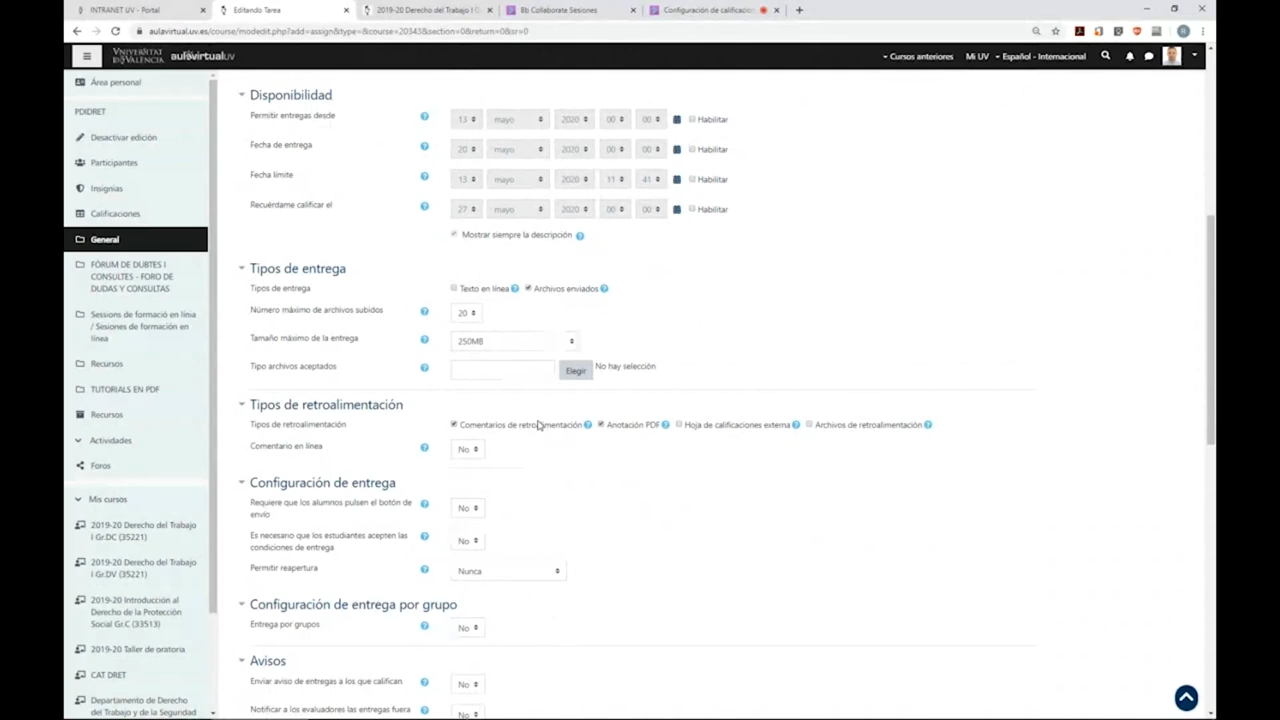 INTRANET UV - Portal
Editando Tarea
2019-20 Derecho del Trabajo I G
Bb Collaborate Sesiones
Configuración de calificacio
aulavirtual.uv.es/course/modedit.php?add=assign&type=&course=20343&section=0&return=0&sr=0
VNIVERSITAT ID VALÈNCIA aulavirtualUV
Cursos anteriores
Mi UV
Español - Internacional
Área personal
PDIDRET
Desactivar edición
Participantes
Insignias
Calificaciones
General
FÒRUM DE DUBTES I
CONSULTES - FORO DE
DUDAS Y CONSULTAS
Sessions de formació en línia
/ Sesiones de formación en
línea
Recursos
TUTORIALS EN PDF
Recursos
Actividades
Foros
Mis cursos
2019-20 Derecho del Trabajo
I Gr.DC (35221)
2019-20 Derecho del Trabajo
I Gr.DV (35221)
2019-20 Introducción al
Derecho de la Protección
Social Gr.C (33513)
2019-20 Taller de oratoria
CAT DRET
Departamento de Derecho
del Trabajo y de la Seguridad
Disponibilidad
Permitir entregas desde
13 mayo 2020 00 00 Habilitar
Fecha de entrega
20 mayo 2020 00 00 Habilitar
Fecha límite
13 mayo 2020 11 41 Habilitar
Recuérdame calificar el
27 mayo 2020 00 00 Habilitar
Mostrar siempre la descripción
Tipos de entrega
Tipos de entrega
Texto en línea Archivos enviados
Número máximo de archivos subidos
20
Tamaño máximo de la entrega
250MB
Tipo archivos aceptados
Elegir No hay selección
Tipos de retroalimentación
Tipos de retroalimentación
Comentarios de retroalimentación Anotación PDF Hoja de calificaciones externa Archivos de retroalimentación
Comentario en línea
No
Configuración de entrega
Requiere que los alumnos pulsen el botón de
envío
No
Es necesario que los estudiantes acepten las
condiciones de entrega
No
Permitir reapertura
Nunca
Configuración de entrega por grupo
Entrega por grupos
No
Avisos
Enviar aviso de entregas a los que califican
No
Notificar a los evaluadores las entregas fuera
No